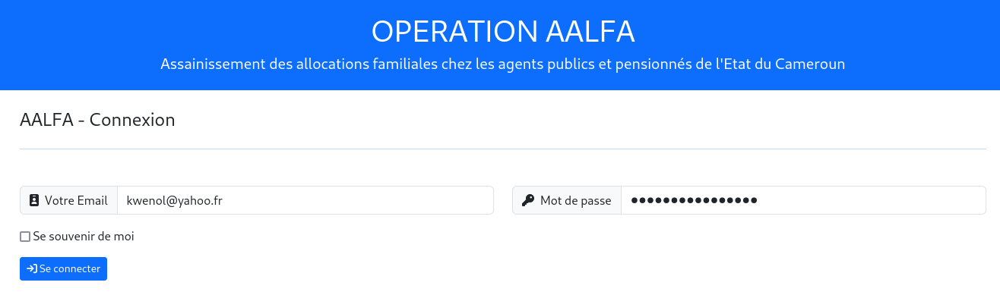 OPERATION AALFA
Assainissement des allocations familiales chez les agents publics et pensionnés de l'Etat du Cameroun
AALFA - Connexion
Votre Email kwenol@yahoo.fr Mot de passe ●●●●●●●●●●●●●●●●
Se souvenir de moi
Se connecter